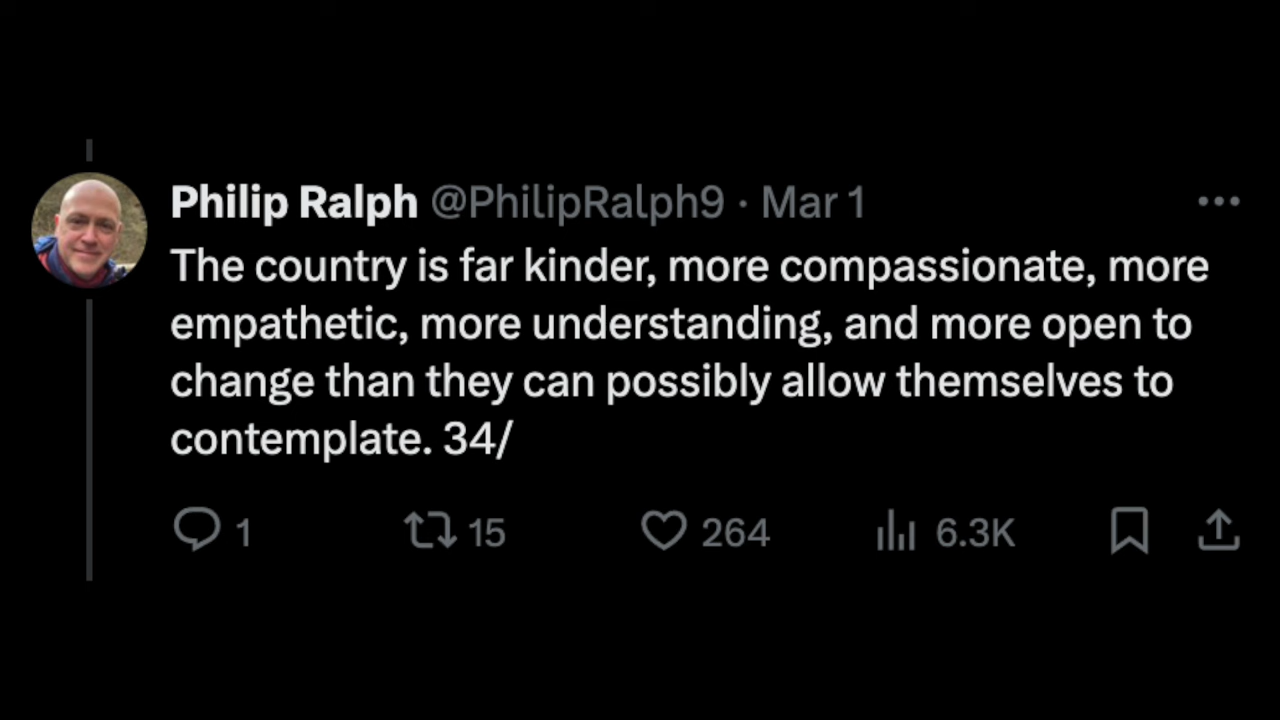 Philip Ralph @PhilipRalph9 · Mar 1
The country is far kinder, more compassionate, more
empathetic, more understanding, and more open to
change than they can possibly allow themselves to
contemplate. 34/
1 15 264 6.3K